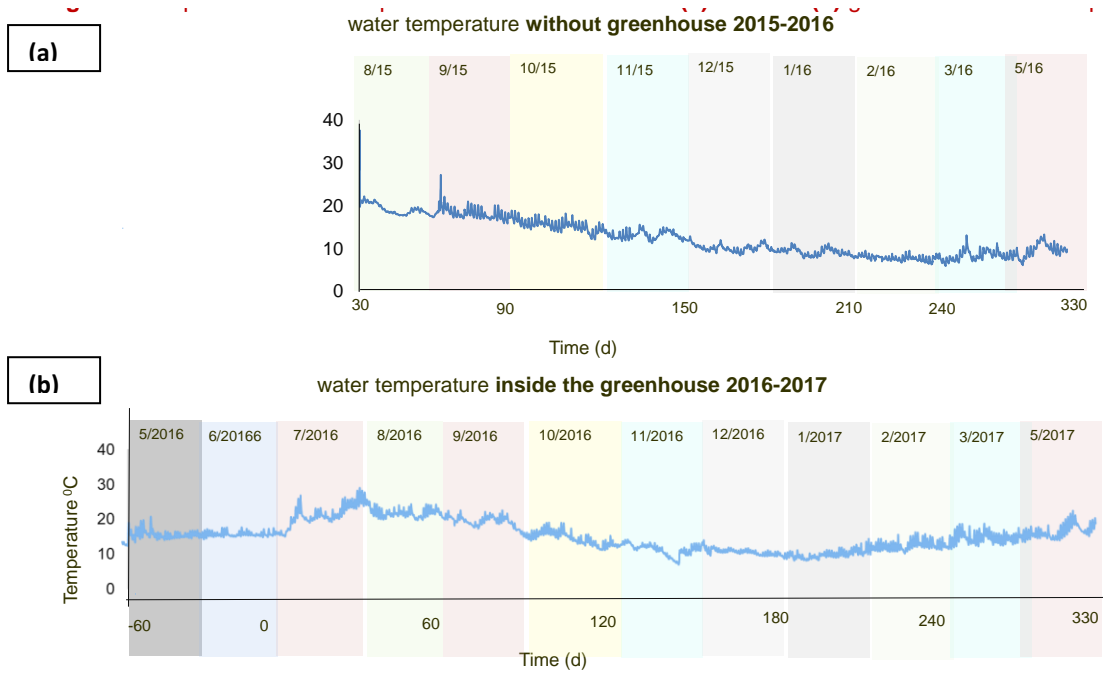 water temperature without greenhouse 2015-2016
(a)
8/15 9/15 10/15 11/15 12/15 1/16 2/16 3/16 5/16
40
30
20
10
0
30 90 150 210 240 330
Time (d)
(b)
water temperature inside the greenhouse 2016-2017
5/2016 6/20166 7/2016 8/2016 9/2016 10/2016 11/2016 12/2016 1/2017 2/2017 3/2017 5/2017
Temperature ⁰C
40
30
20
10
0
-60 0 60 120 180 240 330
Time (d)